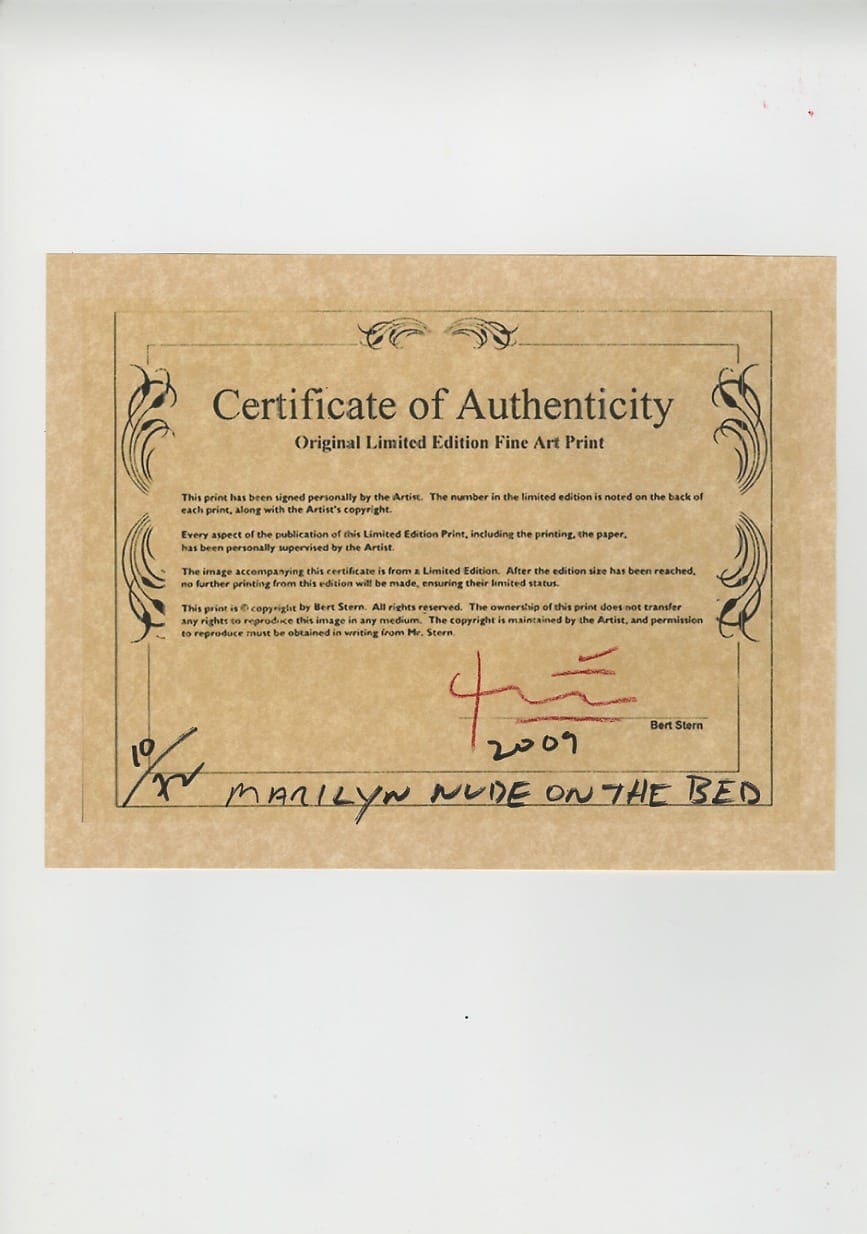 Certificate of Authenticity
Original Limited Edition Fine Art Print
This print has been signed personally by the Artist. The number in the limited edition is noted on the back of
each print, along with the Artist's copyright.
Every aspect of the publication of this Limited Edition Print, including the printing, the paper,
has been personally supervised by the Artist.
The image accompanying this certificate is from a Limited Edition. After the edition size has been reached,
no further printing from this edition will be made, ensuring their limited status.
This print is © copyright by Bert Stern. All rights reserved. The ownership of this print does not transfer
any rights to reproduce this image in any medium. The copyright is maintained by the Artist, and permission
to reproduce must be obtained in writing from Mr. Stern.
Bert Stern
2009
10/
MARILYN NUDE ON THE BED